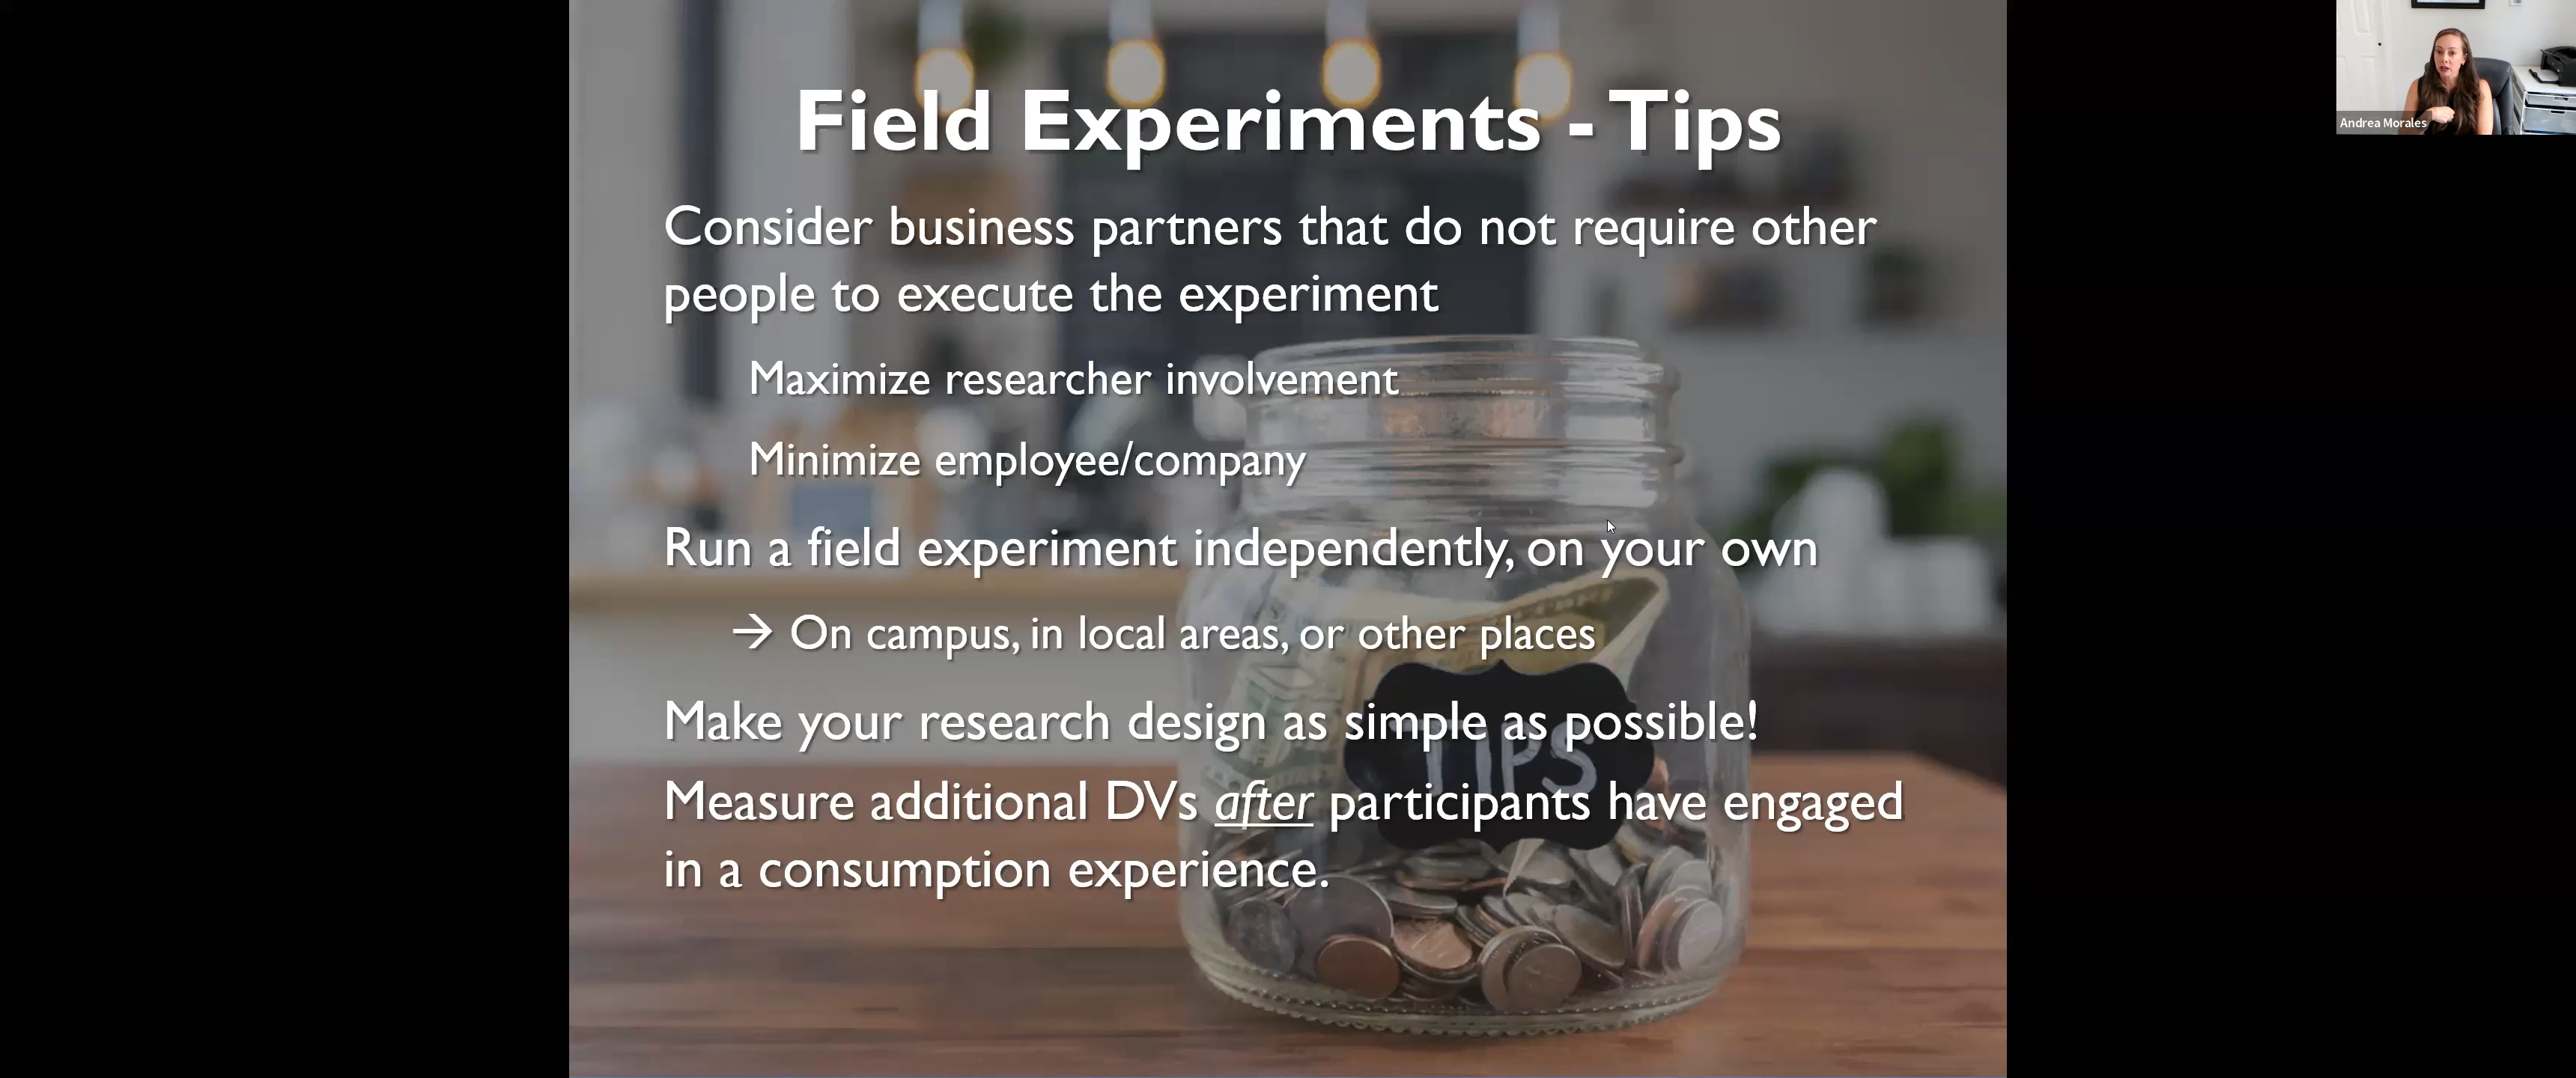 Field Experiments - Tips
Consider business partners that do not require other
people to execute the experiment
Maximize researcher involvement
Minimize employee/company
Run a field experiment independently, on your own
→ On campus, in local areas, or other places
Make your research design as simple as possible!
TIPS
Measure additional DVs after participants have engaged
in a consumption experience.
Andrea Morales